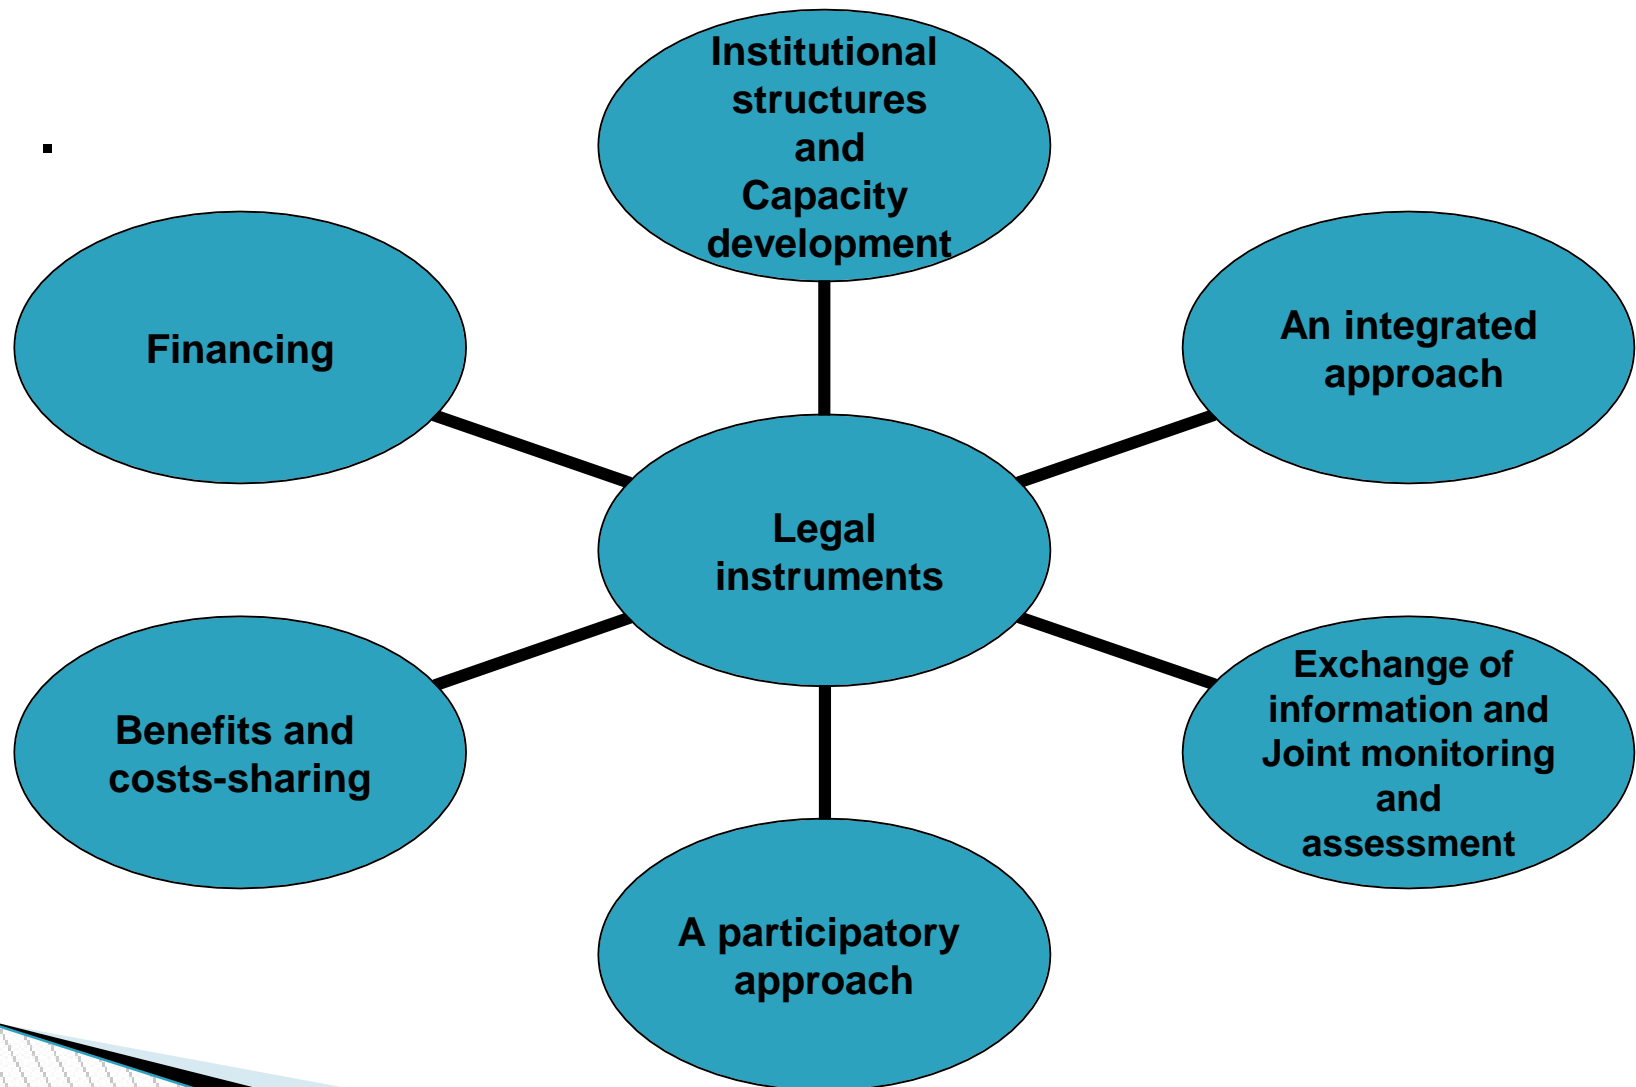 Institutional
structures
and
Capacity
development
Financing
An integrated
approach
Legal
instruments
Benefits and
costs-sharing
Exchange of
information and
Joint monitoring
and
assessment
A participatory
approach